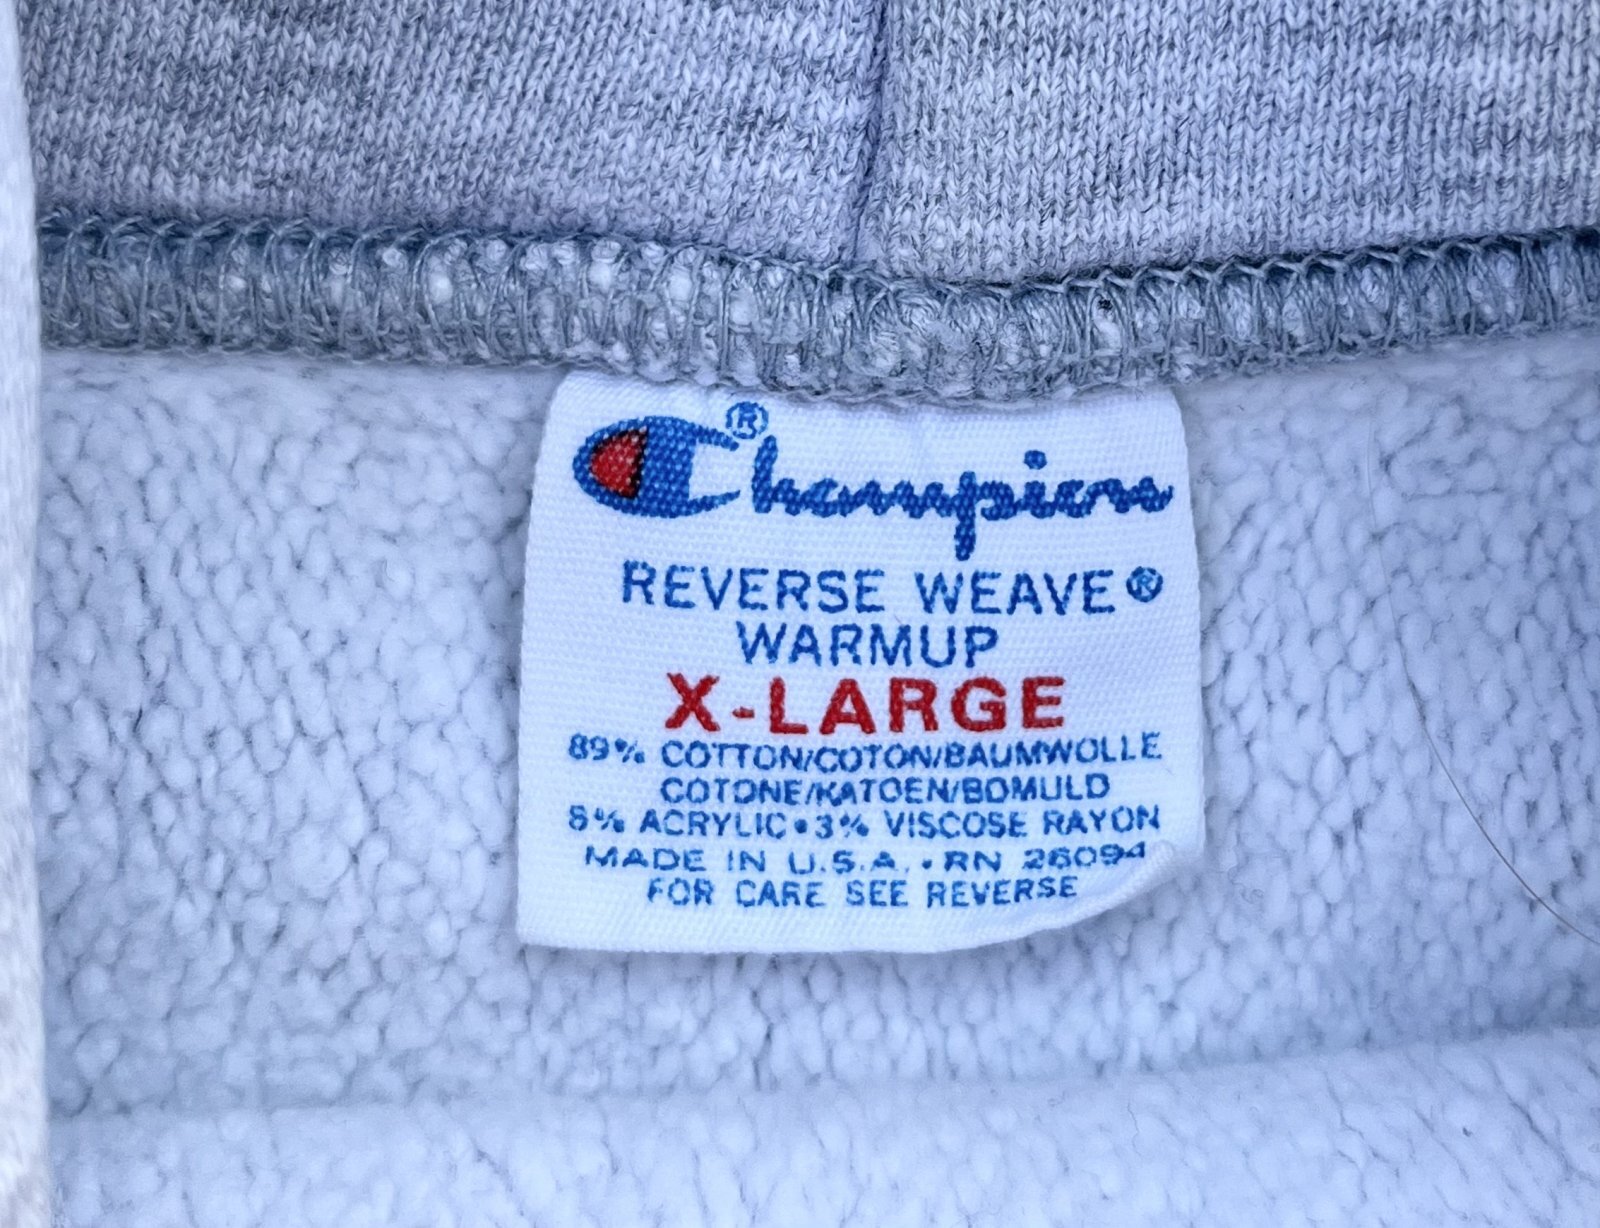 Champion®
REVERSE WEAVE®
WARMUP
X-LARGE
89% COTTON/COTON/BAUMWOLLE
COTONE/KATOEN/BOMULD
8% ACRYLIC • 3% VISCOSE RAYON
MADE IN U.S.A. • RN 26094
FOR CARE SEE REVERSE